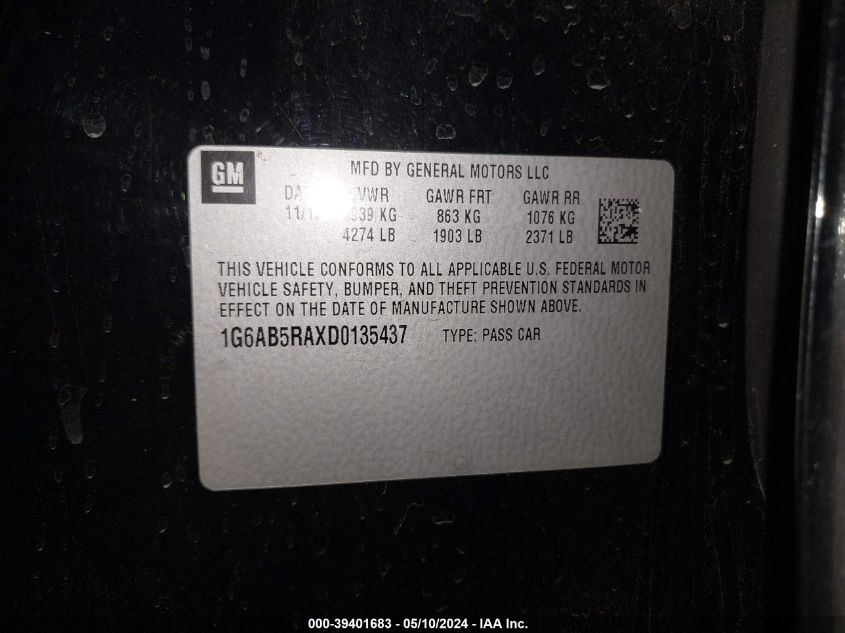 GM ®
MFD BY GENERAL MOTORS LLC
GAWR FRT GAWR RR
863 KG 1076 KG
4274 LB 1903 LB 2371 LB
THIS VEHICLE CONFORMS TO ALL APPLICABLE U.S. FEDERAL MOTOR
VEHICLE SAFETY, BUMPER, AND THEFT PREVENTION STANDARDS IN
EFFECT ON THE DATE OF MANUFACTURE SHOWN ABOVE.
1G6AB5RAXD0135437 TYPE: PASS CAR
000-39401683 - 05/10/2024 - IAA Inc.